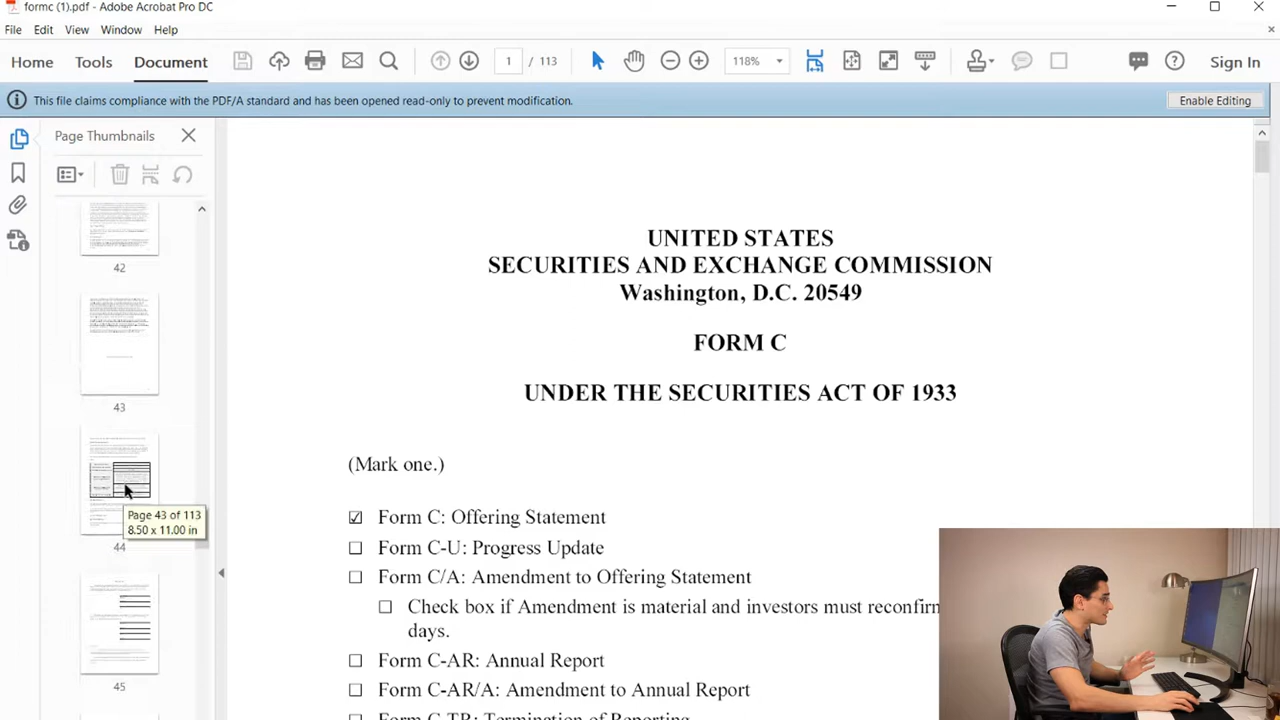 formc (1).pdf - Adobe Acrobat Pro DC
File Edit View Window Help
Home Tools Document 1 / 113 118% Sign In
This file claims compliance with the PDF/A standard and has been opened read-only to prevent modification. Enable Editing
Page Thumbnails
42
43
Page 43 of 113
8.50 x 11.00 in
44
45
UNITED STATES
SECURITIES AND EXCHANGE COMMISSION
Washington, D.C. 20549
FORM C
UNDER THE SECURITIES ACT OF 1933
(Mark one.)
☑ Form C: Offering Statement
☐ Form C-U: Progress Update
☐ Form C/A: Amendment to Offering Statement
☐ Check box if Amendment is material and investors must reconfirm
days.
☐ Form C-AR: Annual Report
☐ Form C-AR/A: Amendment to Annual Report
☐ Form C-TR: Termination of Reporting